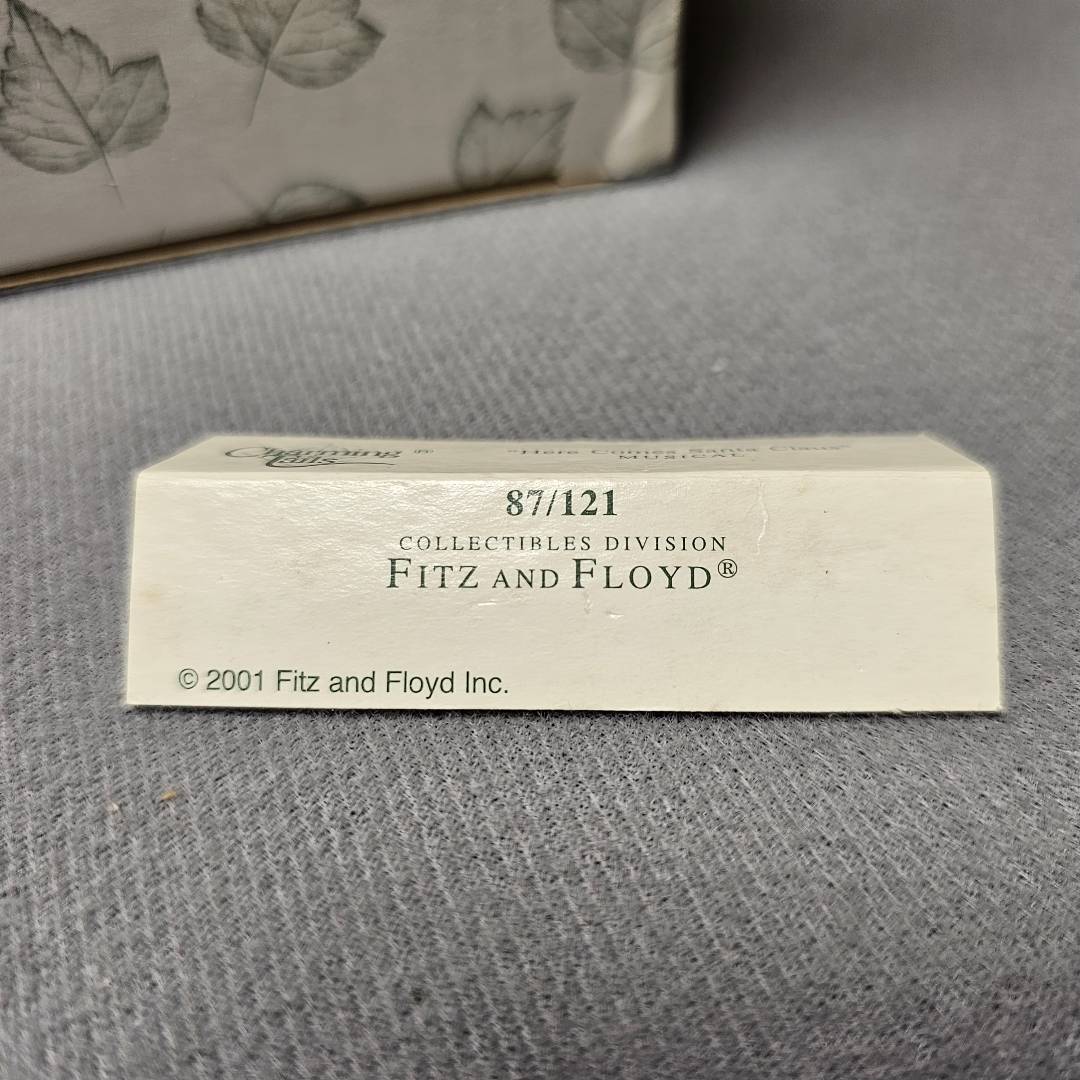 Charming Tails ®
"Here Comes Santa Claus"
MUSICAL
87/121
COLLECTIBLES DIVISION
FITZ AND FLOYD®
© 2001 Fitz and Floyd Inc.